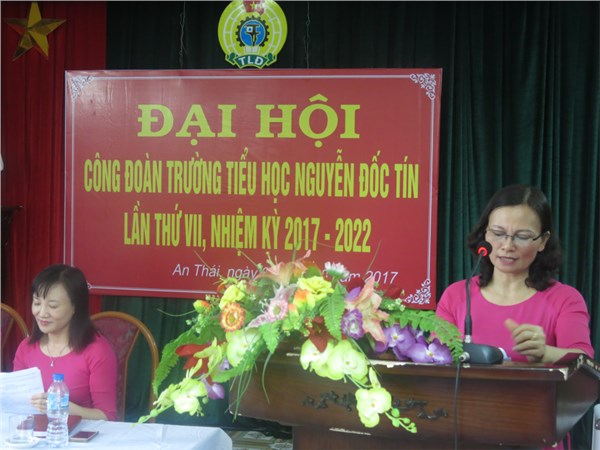 TLĐ
ĐẠI HỘI
CÔNG ĐOÀN TRƯỜNG TIỂU HỌC NGUYỄN ĐỐC TÍN
LẦN THỨ VII, NHIỆM KỲ 2017 - 2022
An Thái, ngày 2017